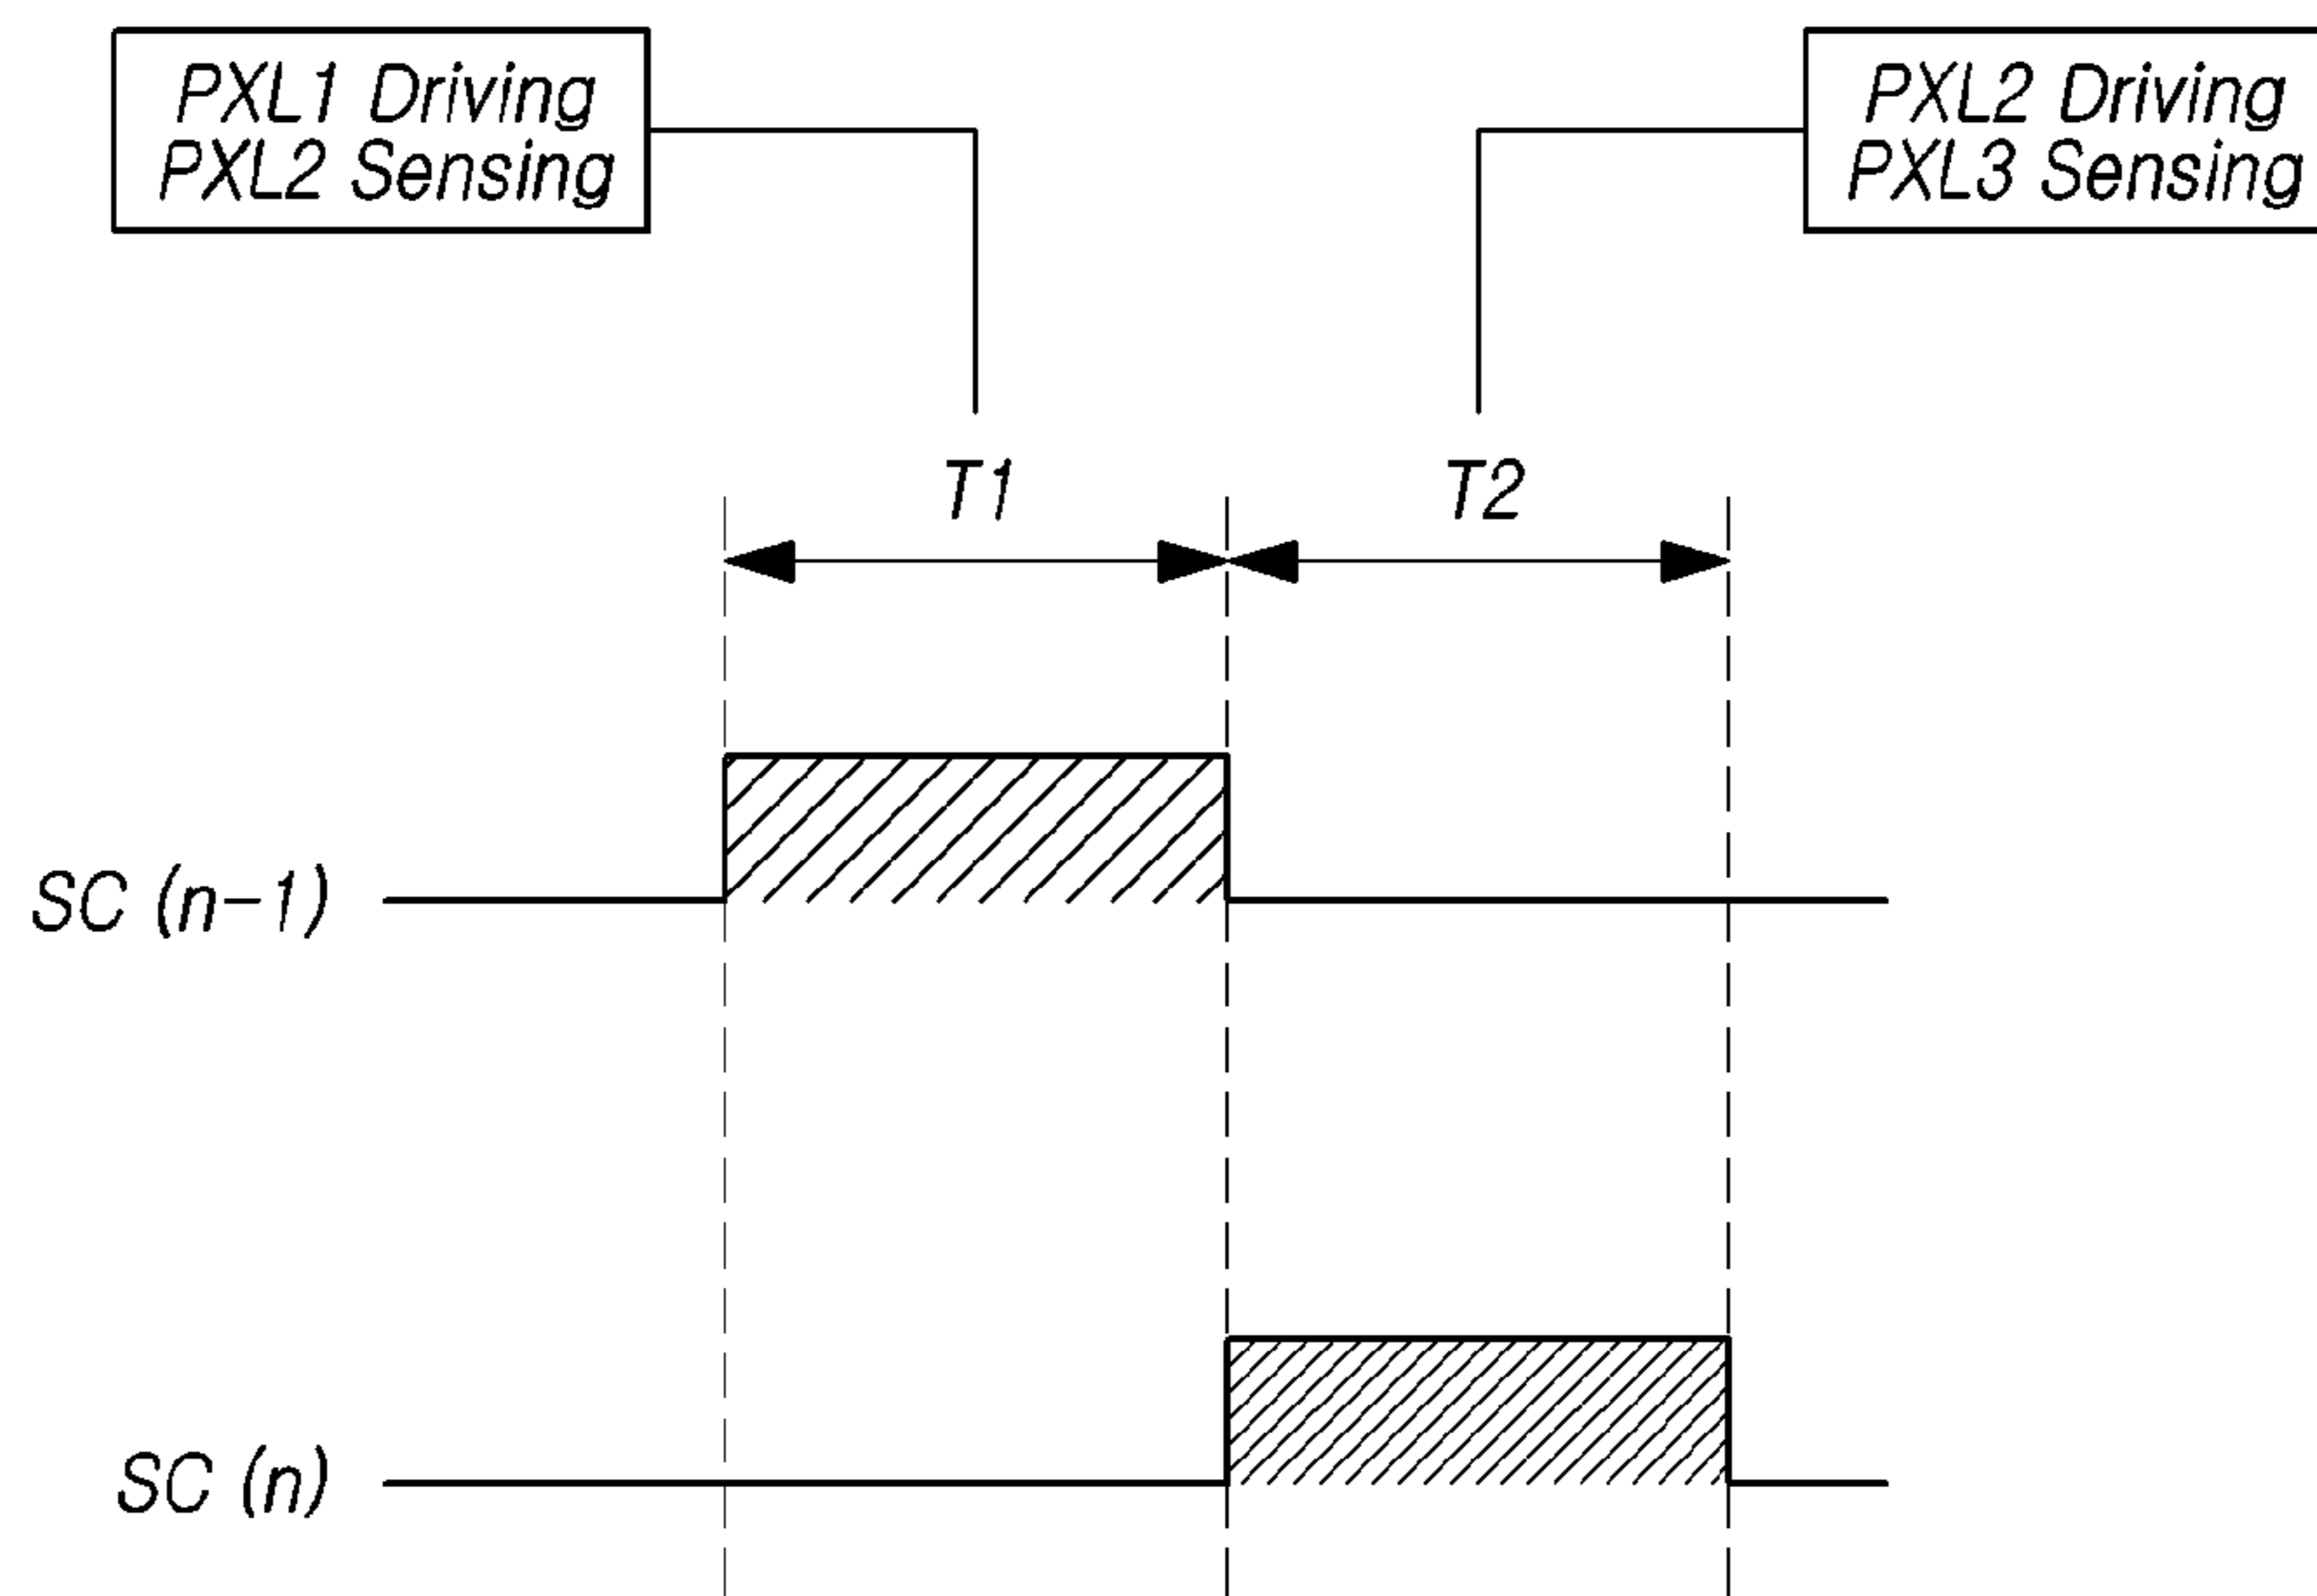 PXL1 Driving
PXL2 Sensing
PXL2 Driving
PXL3 Sensing
T1
T2
SC (n-1)
SC (n)